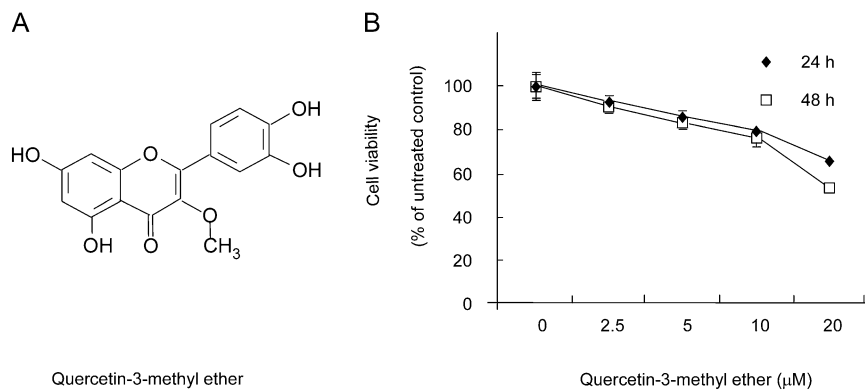 A
HO
O
OH
OH
OH
O
O
CH3
Quercetin-3-methyl ether
B
Cell viability
(% of untreated control)
100
80
60
40
20
0
24 h
48 h
0 2.5 5 10 20
Quercetin-3-methyl ether (μM)